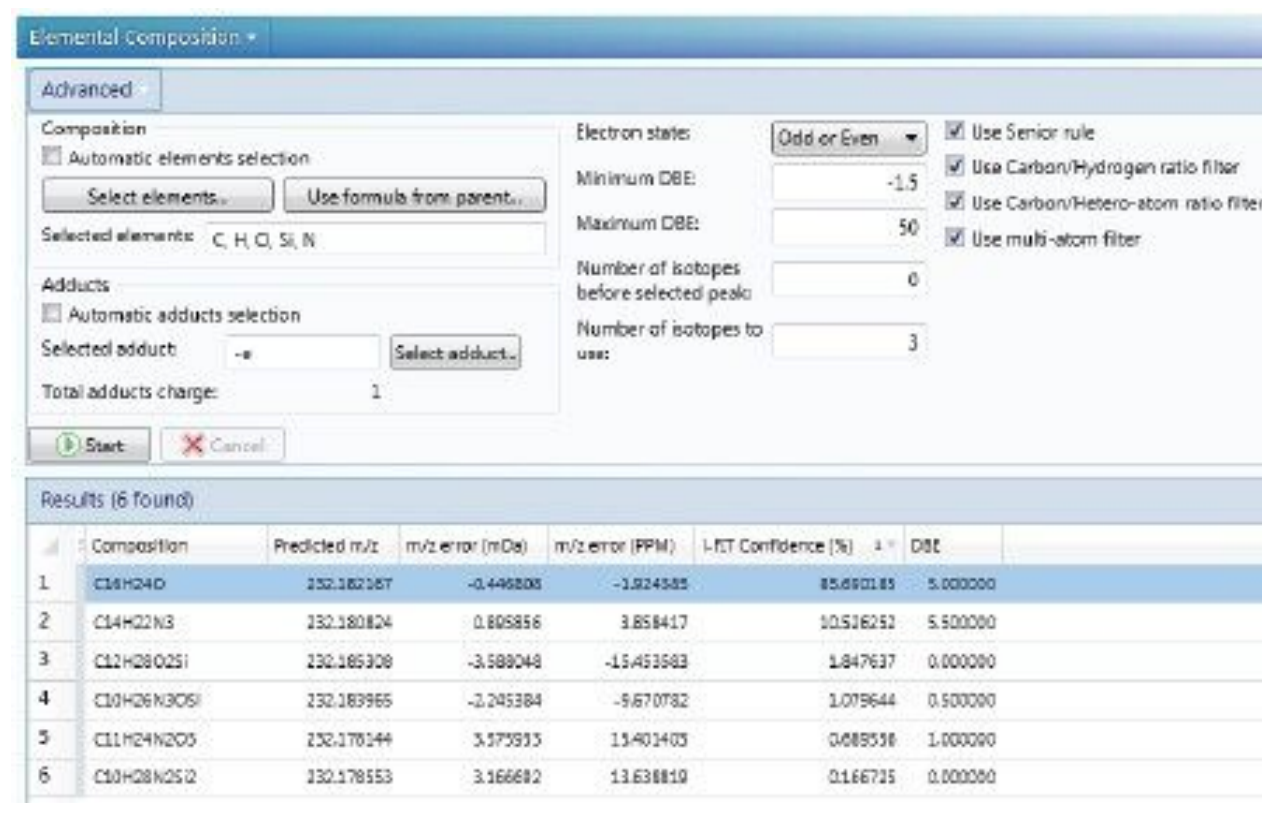 Elemental Composition
Advanced
Composition
Automatic elements selection
Select elements...
Use formula from parent...
Selected elements: C, H, O, Si, N
Adducts
Automatic adducts selection
Selected adduct: -e
Select adduct...
Total adducts charge: 1
Start
Cancel
Electron state: Odd or Even
Minimum DBE: -1.5
Maximum DBE: 50
Number of isotopes
before selected peak: 0
Number of isotopes to
use: 3
Use Senior rule
Use Carbon/Hydrogen ratio filter
Use Carbon/Hetero-atom ratio filter
Use multi-atom filter
Results (6 found)
Composition Predicted m/z m/z error (mDa) m/z error (PPM) i-FIT Confidence (%) 1 DBE
1 C16H24O 232.182167 -0.446808 -1.924385 85.690185 5.000000
2 C14H22N3 232.180824 0.895856 3.858417 10.526252 5.500000
3 C12H28O2Si 232.185308 -3.588048 -15.453583 1.847637 0.000000
4 C10H26N3OSi 232.183965 -2.245384 -9.670782 1.079644 0.500000
5 C11H24N2O3 232.178144 3.575933 15.401403 0.689556 1.000000
6 C10H28N2Si2 232.178553 3.166692 13.638819 0.166725 0.000000